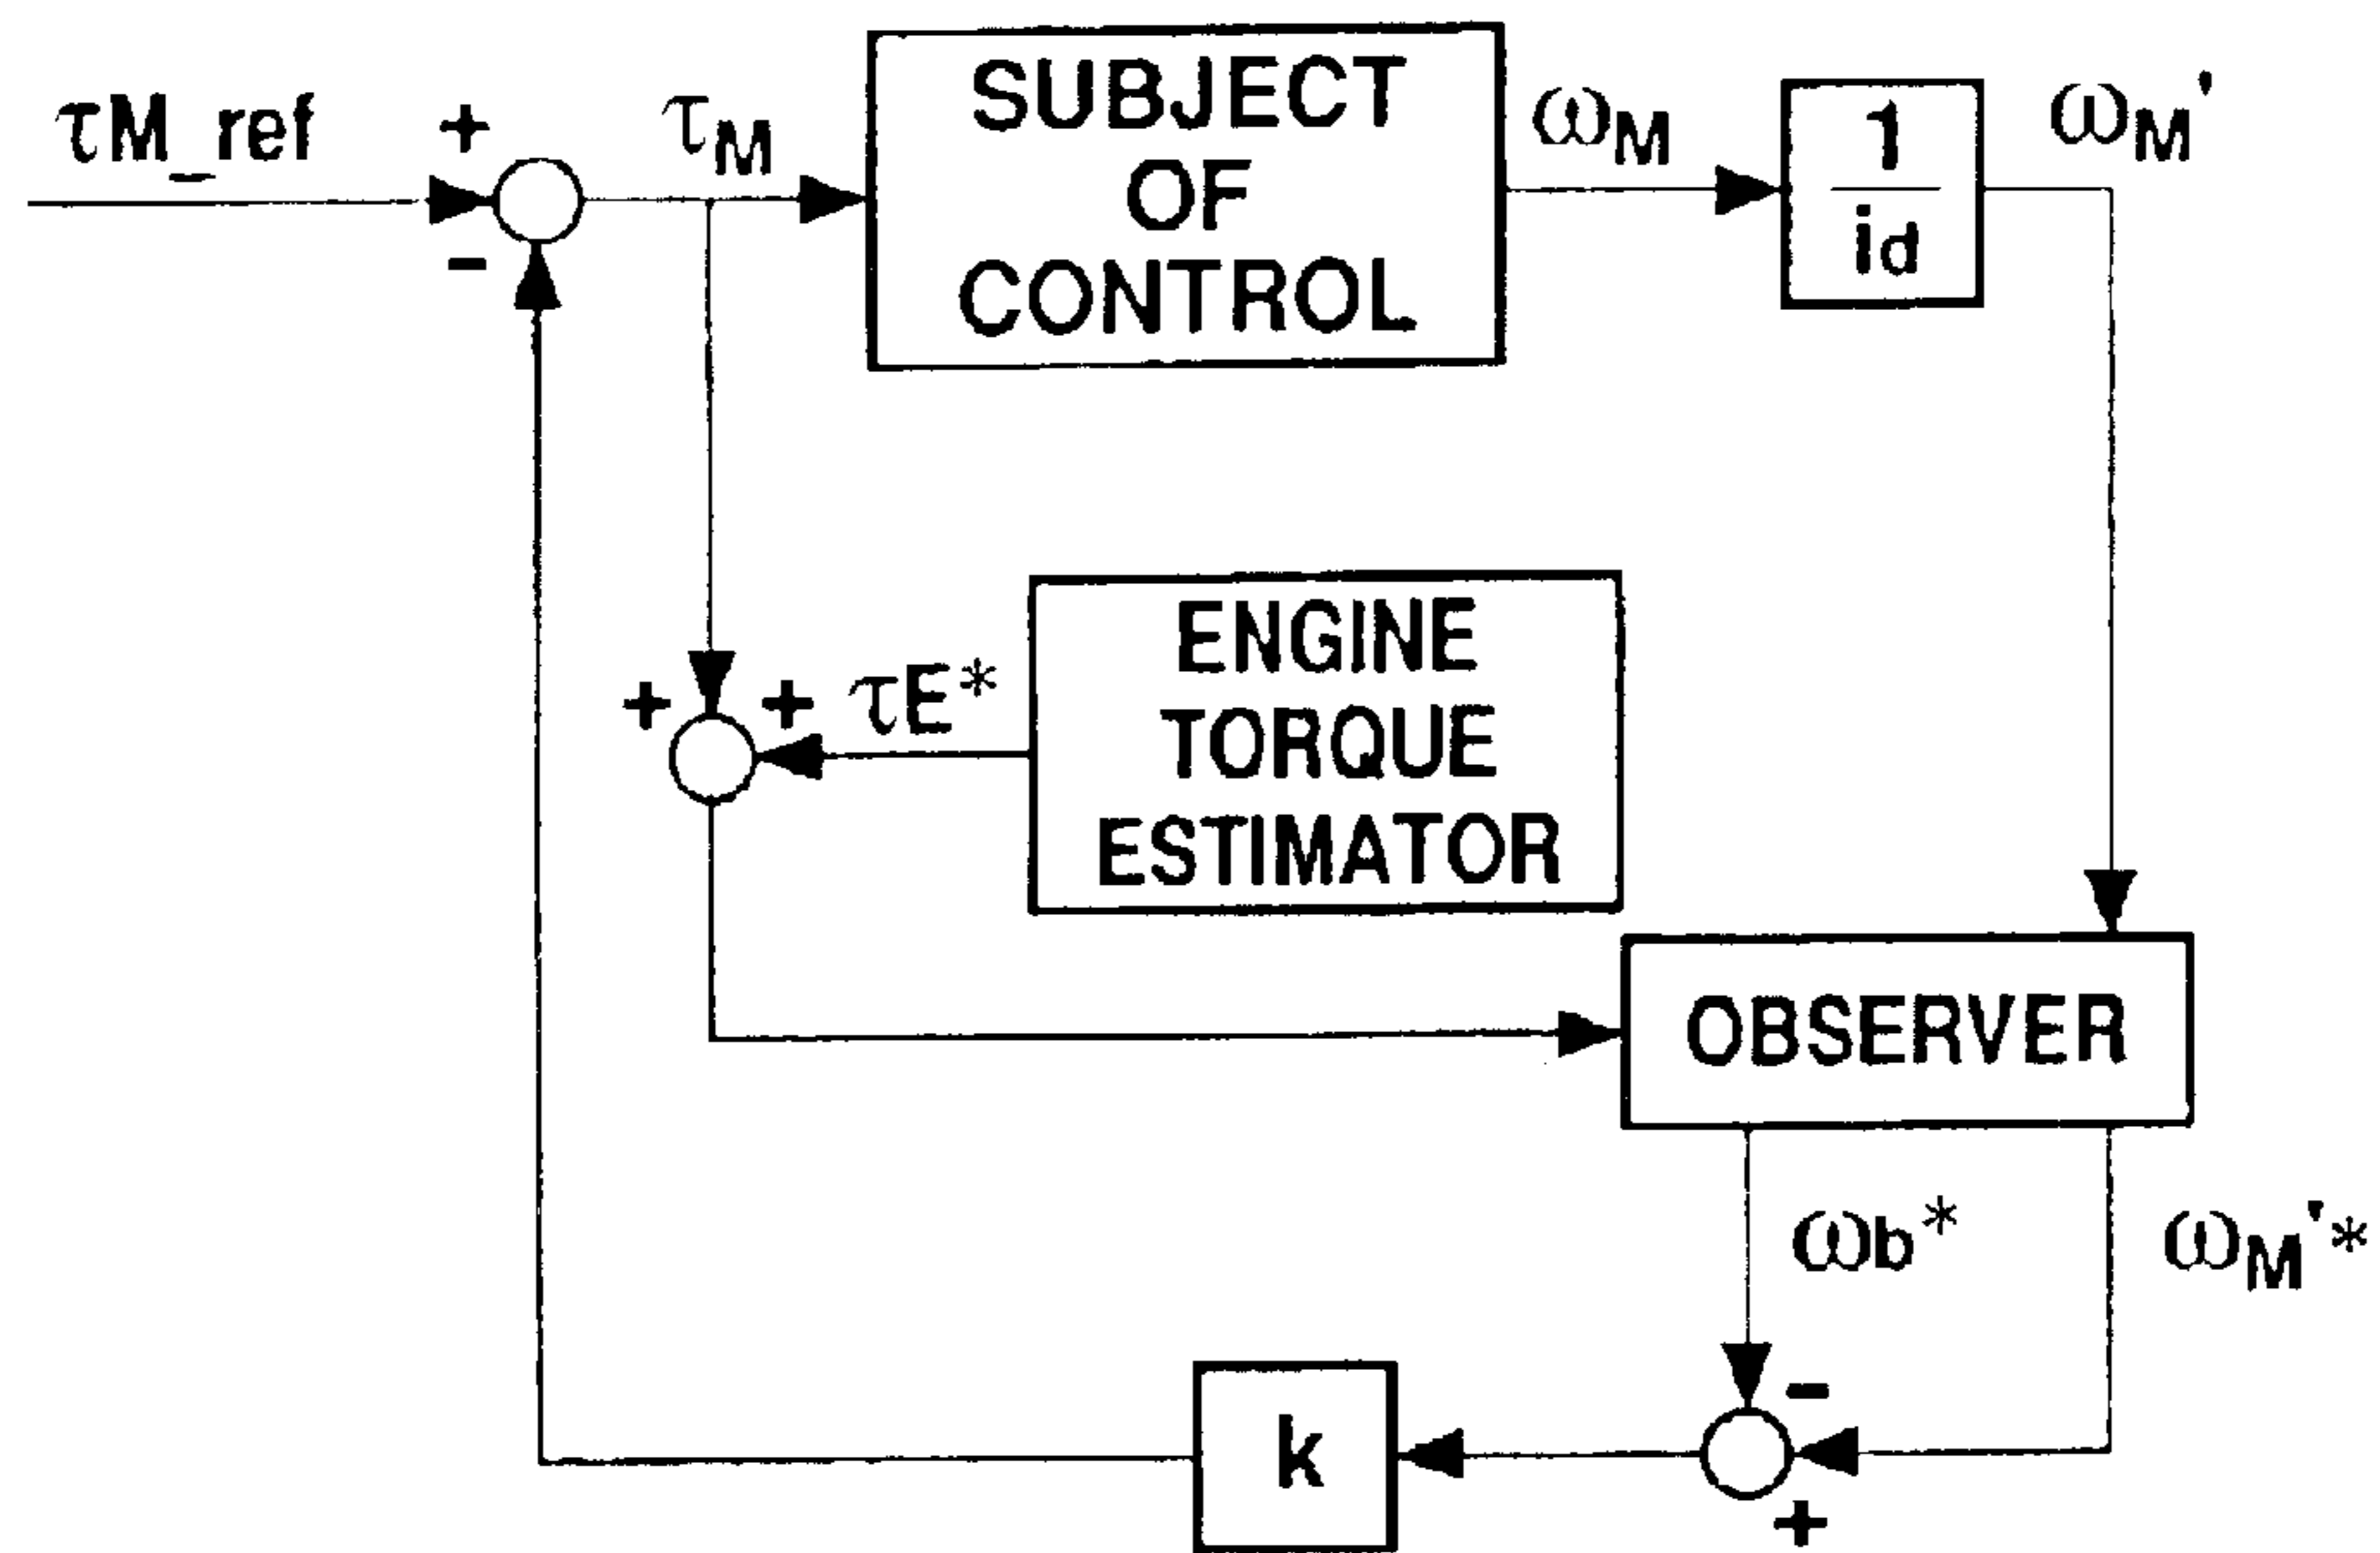 τM_ref
+
-
τM
SUBJECT
OF
CONTROL
ωM
1
id
ωM'
+
+
τE*
ENGINE
TORQUE
ESTIMATOR
OBSERVER
ωb*
ωM'*
-
+
k